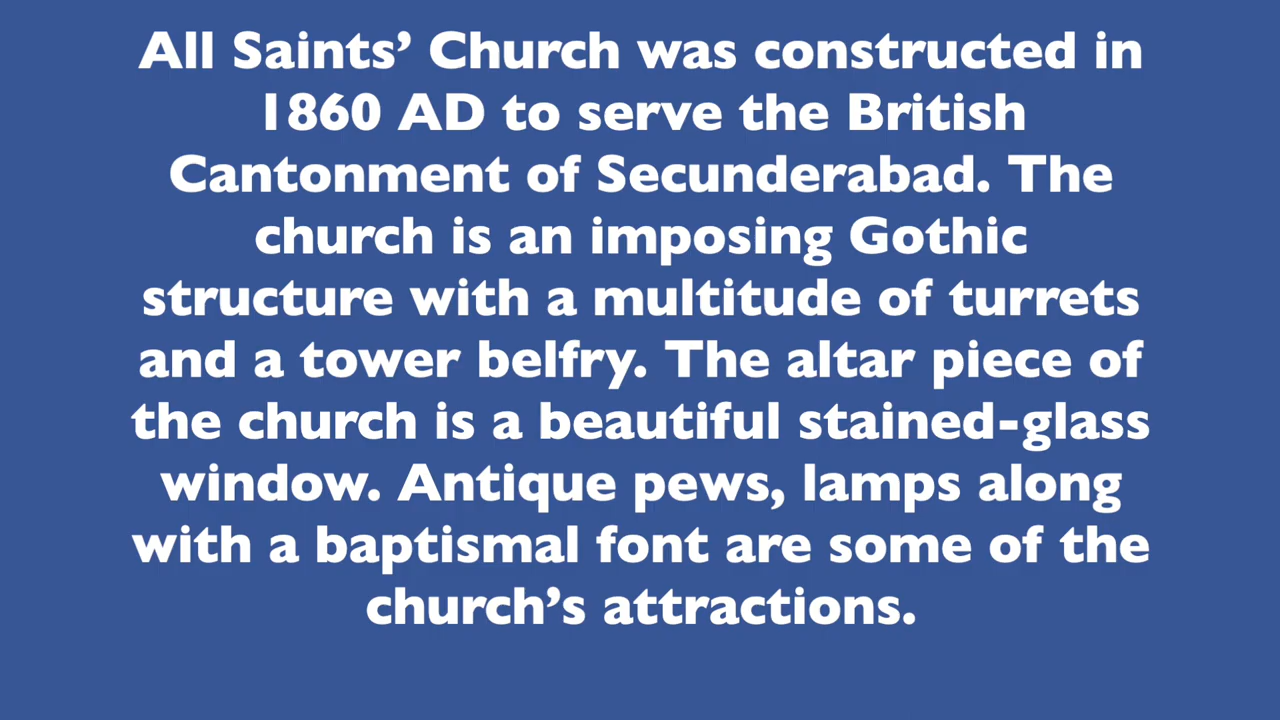 All Saints’ Church was constructed in
1860 AD to serve the British
Cantonment of Secunderabad. The
church is an imposing Gothic
structure with a multitude of turrets
and a tower belfry. The altar piece of
the church is a beautiful stained-glass
window. Antique pews, lamps along
with a baptismal font are some of the
church’s attractions.